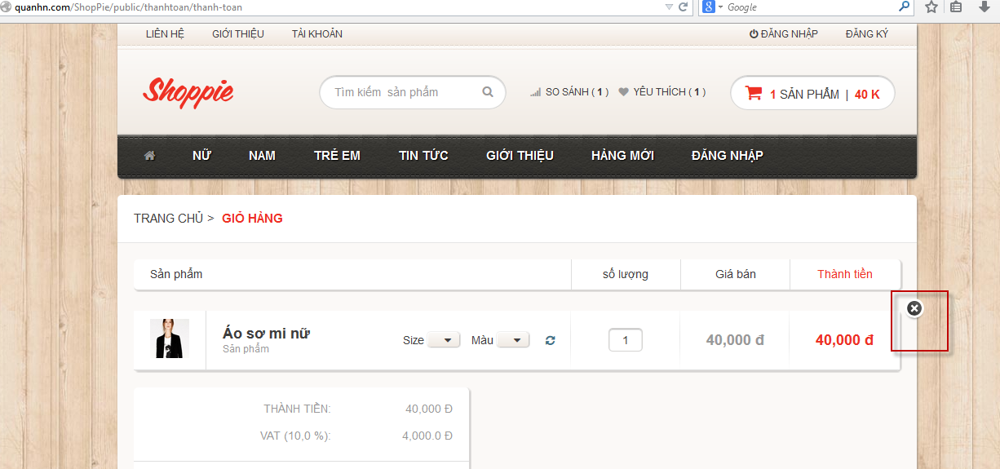 quanhn.com/ShopPie/public/thanhtoan/thanh-toan
8 Google
LIÊN HỆ GIỚI THIỆU TÀI KHOẢN ĐĂNG NHẬP ĐĂNG KÝ
Shoppie Tìm kiếm sản phẩm SO SÁNH ( 1 ) YÊU THÍCH ( 1 ) 1 SẢN PHẨM | 40 K
NỮ NAM TRẺ EM TIN TỨC GIỚI THIỆU HÀNG MỚI ĐĂNG NHẬP
TRANG CHỦ > GIỎ HÀNG
Sản phẩm số lượng Giá bán Thành tiền
Áo sơ mi nữ
Sản phẩm
Size Màu 1 40,000 đ 40,000 đ
THÀNH TIỀN: 40,000 Đ
VAT (10,0 %): 4,000.0 Đ